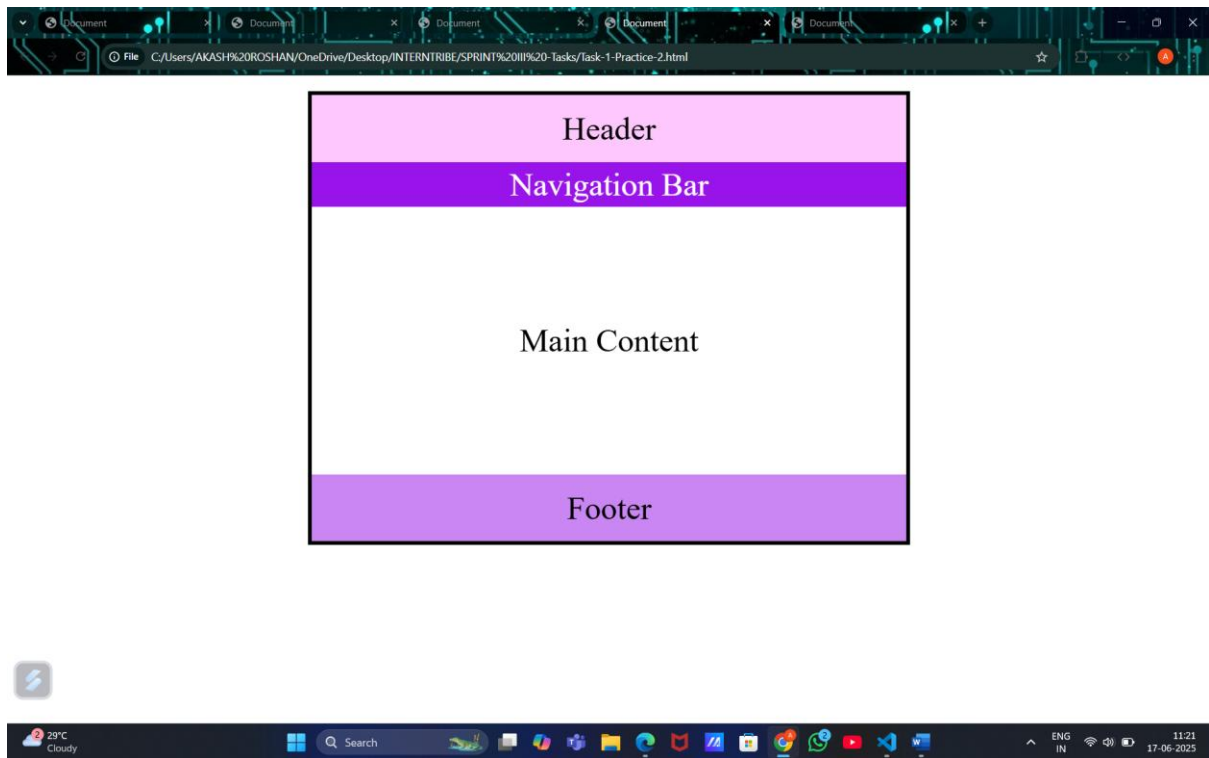 Document
Document
Document
Document
Document
File C:/Users/AKASH%20ROSHAN/OneDrive/Desktop/INTERNTRIBE/SPRINT%20III%20-Tasks/Task-1-Practice-2.html
A
Header
Navigation Bar
Main Content
Footer
2
29°C
Cloudy
Search
ENG
IN
11:21
17-06-2025